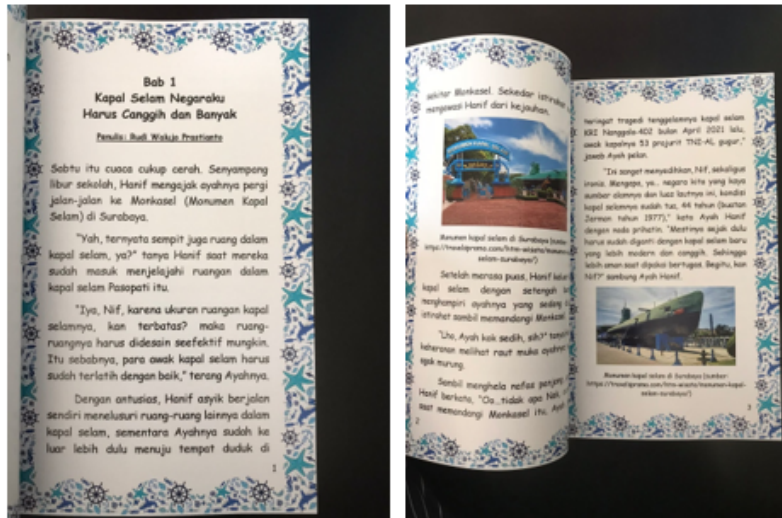 Bab 1
Kapal Selam Negaraku
Harus Canggih dan Banyak
Penulis: Rudi Walujo Prastianto
Sabtu itu cuaca cukup cerah. Senyampang
libur sekolah, Hanif mengajak ayahnya pergi
jalan-jalan ke Monkasel (Monumen Kapal
Selam) di Surabaya.
"Yah, ternyata sempit juga ruang dalam
kapal selam, ya?" tanya Hanif saat mereka
sudah masuk menjelajahi ruangan dalam
kapal selam Pasopati itu.
"Iya, Nif, karena ukuran ruangan kapal
selamnya, kan terbatas? maka ruang-
ruangnya harus didesain seefektif mungkin.
Itu sebabnya, para awak kapal selam harus
sudah terlatih dengan baik," terang Ayahnya.
Dengan antusias, Hanif asyik berjalan
sendiri menelusuri ruang-ruang lainnya dalam
kapal selam, sementara Ayahnya sudah ke
luar lebih dulu menuju tempat duduk di
1
sekitar Monkasel. Sekedar istirahat
mengawasi Hanif dari kejauhan.
Monumen kapal selam di Surabaya
Setelah merasa puas, Hanif
kapal selam dengan setengah
menghampiri ayahnya yang sedang
istirahat sambil memandangi Monkasel
"Lho, Ayah kok sedih, sih?"
keheranan melihat raut muka ayahnya
agak murung.
Sambil menghela nafas panjang
Hanif berkata, "Oo...tidak apa
saat memandangi Monkasel itu, Ayah
2
teringat tragedi tenggelamnya kapal selam
KRI Nanggala-402 bulan April 2021 lalu,
awak kapalnya 53 prajurit TNI-AL gugur,"
jawab Ayah pelan.
"Ini sangat menyedihkan, Nif, sekaligus
ironis. Mengapa, ya... negara kita yang kaya
sumber alamnya dan luas lautnya ini, kondisi
kapal selamnya sudah tua, 44 tahun (buatan
Jerman tahun 1977)," kata Ayah Hanif
dengan nada prihatin. "Mestinya sejak dulu
harus sudah diganti dengan kapal selam baru
yang lebih modern dan canggih. Sehingga
lebih aman saat dipakai bertugas. Begitu, kan
Nif?" sambung Ayah Hanif.
Monumen kapal selam di Surabaya (sumber:
https://travelspromo.com/htm-wisata/monumen-kapal-
selam-surabaya/)
3